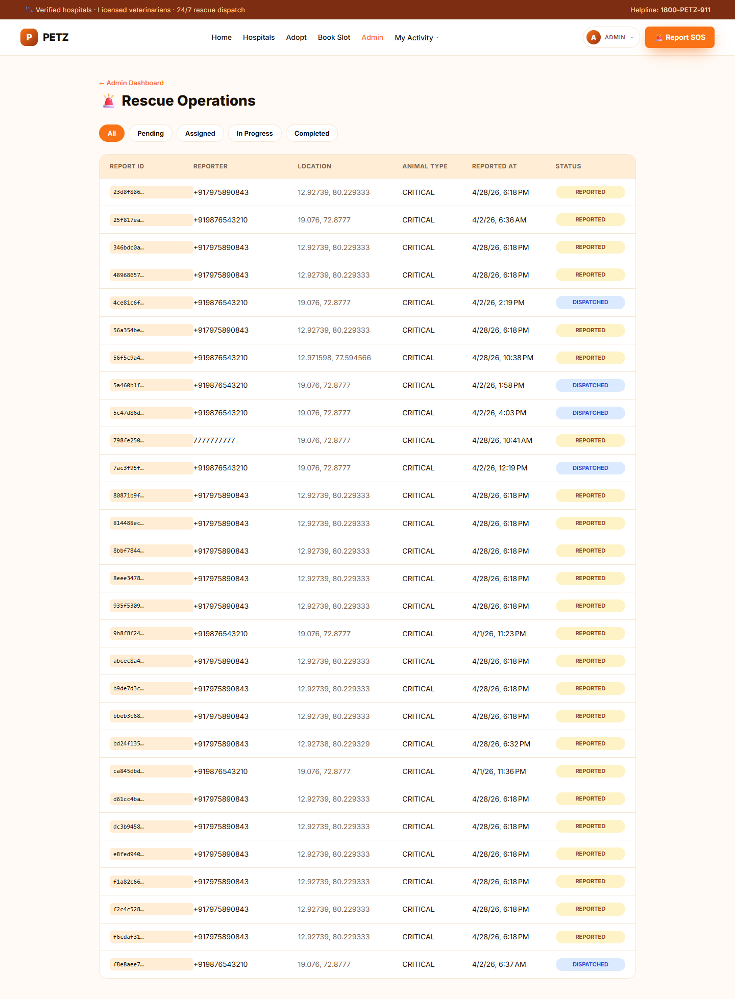 Verified hospitals · Licensed veterinarians · 24/7 rescue dispatch
Helpline: 1800-PETZ-911
P PETZ
Home Hospitals Adopt Book Slot Admin My Activity
A ADMIN
Report SOS
← Admin Dashboard
Rescue Operations
All Pending Assigned In Progress Completed
REPORT ID REPORTER LOCATION ANIMAL TYPE REPORTED AT STATUS
23d8f886… +917975890843 12.92739, 80.229333 CRITICAL 4/28/26, 6:18 PM REPORTED
25f817ea… +919876543210 19.076, 72.8777 CRITICAL 4/2/26, 6:36 AM REPORTED
346bdc0a… +917975890843 12.92739, 80.229333 CRITICAL 4/28/26, 6:18 PM REPORTED
48968657… +917975890843 12.92739, 80.229333 CRITICAL 4/28/26, 6:18 PM REPORTED
4ce81c6f… +919876543210 19.076, 72.8777 CRITICAL 4/2/26, 2:19 PM DISPATCHED
56a354be… +917975890843 12.92739, 80.229333 CRITICAL 4/28/26, 6:18 PM REPORTED
56f5c9a4… +919876543210 12.971598, 77.594566 CRITICAL 4/28/26, 10:38 PM REPORTED
5a460b1f… +919876543210 19.076, 72.8777 CRITICAL 4/2/26, 1:58 PM DISPATCHED
5c47d86d… +919876543210 19.076, 72.8777 CRITICAL 4/2/26, 4:03 PM DISPATCHED
798fe250… 7777777777 19.076, 72.8777 CRITICAL 4/28/26, 10:41 AM REPORTED
7ac3f95f… +919876543210 19.076, 72.8777 CRITICAL 4/2/26, 12:19 PM DISPATCHED
80871b9f… +917975890843 12.92739, 80.229333 CRITICAL 4/28/26, 6:18 PM REPORTED
814488ec… +917975890843 12.92739, 80.229333 CRITICAL 4/28/26, 6:18 PM REPORTED
8bbf7844… +917975890843 12.92739, 80.229333 CRITICAL 4/28/26, 6:18 PM REPORTED
8eee3478… +917975890843 12.92739, 80.229333 CRITICAL 4/28/26, 6:18 PM REPORTED
935f5309… +917975890843 12.92739, 80.229333 CRITICAL 4/28/26, 6:18 PM REPORTED
9b8f8f24… +919876543210 19.076, 72.8777 CRITICAL 4/1/26, 11:23 PM REPORTED
abcec8a4… +917975890843 12.92739, 80.229333 CRITICAL 4/28/26, 6:18 PM REPORTED
b9de7d3c… +917975890843 12.92739, 80.229333 CRITICAL 4/28/26, 6:18 PM REPORTED
bbeb3c68… +917975890843 12.92739, 80.229333 CRITICAL 4/28/26, 6:18 PM REPORTED
bd24f135… +917975890843 12.92738, 80.229329 CRITICAL 4/28/26, 6:32 PM REPORTED
ca845dbd… +919876543210 19.076, 72.8777 CRITICAL 4/1/26, 11:36 PM REPORTED
d61cc4ba… +917975890843 12.92739, 80.229333 CRITICAL 4/28/26, 6:18 PM REPORTED
dc3b9458… +917975890843 12.92739, 80.229333 CRITICAL 4/28/26, 6:18 PM REPORTED
e8fed940… +917975890843 12.92739, 80.229333 CRITICAL 4/28/26, 6:18 PM REPORTED
f1a82c66… +917975890843 12.92739, 80.229333 CRITICAL 4/28/26, 6:18 PM REPORTED
f2c4c528… +917975890843 12.92739, 80.229333 CRITICAL 4/28/26, 6:18 PM REPORTED
f6cdaf31… +917975890843 12.92739, 80.229333 CRITICAL 4/28/26, 6:18 PM REPORTED
f8e8aee7… +919876543210 19.076, 72.8777 CRITICAL 4/2/26, 6:37 AM DISPATCHED